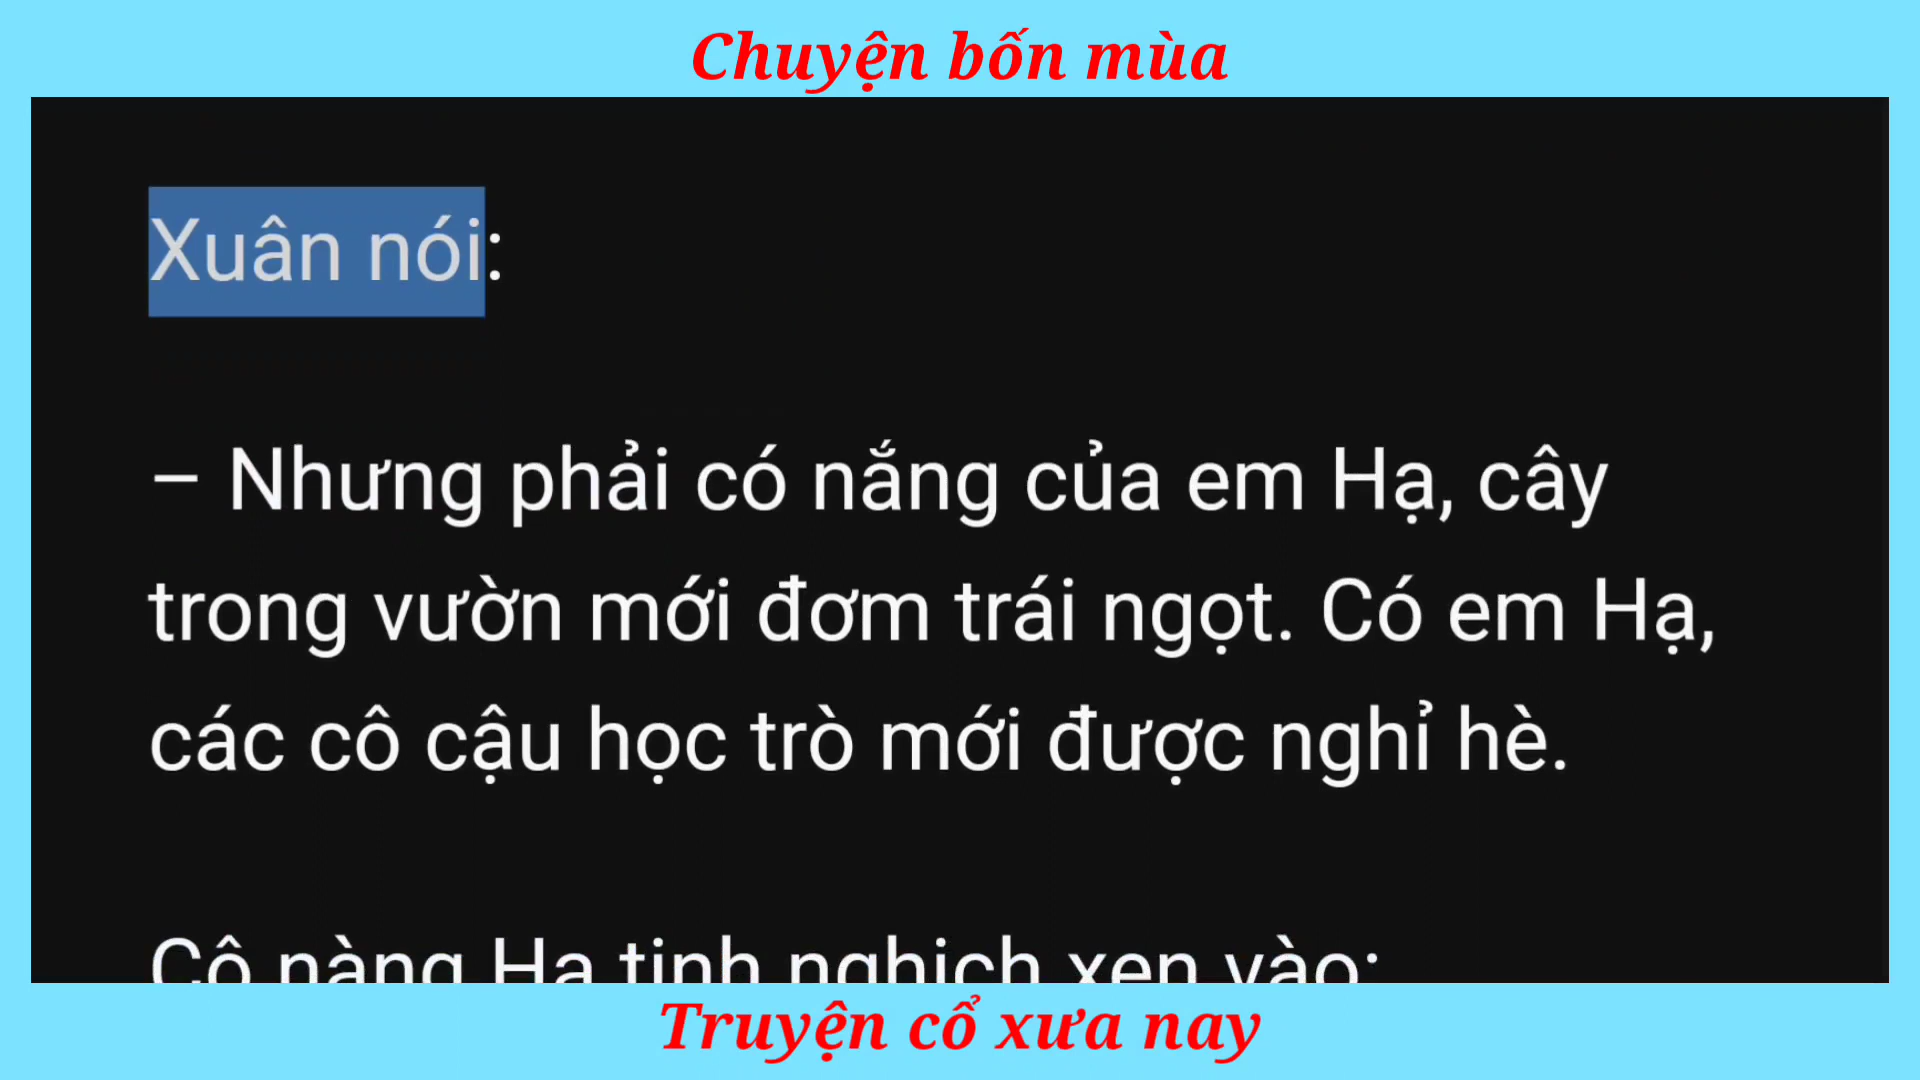 Chuyện bốn mùa
Xuân nói:
– Nhưng phải có nắng của em Hạ, cây
trong vườn mới đơm trái ngọt. Có em Hạ,
các cô cậu học trò mới được nghỉ hè.
Cô nàng Hạ tinh nghịch xen vào:
Truyện cổ xưa nay